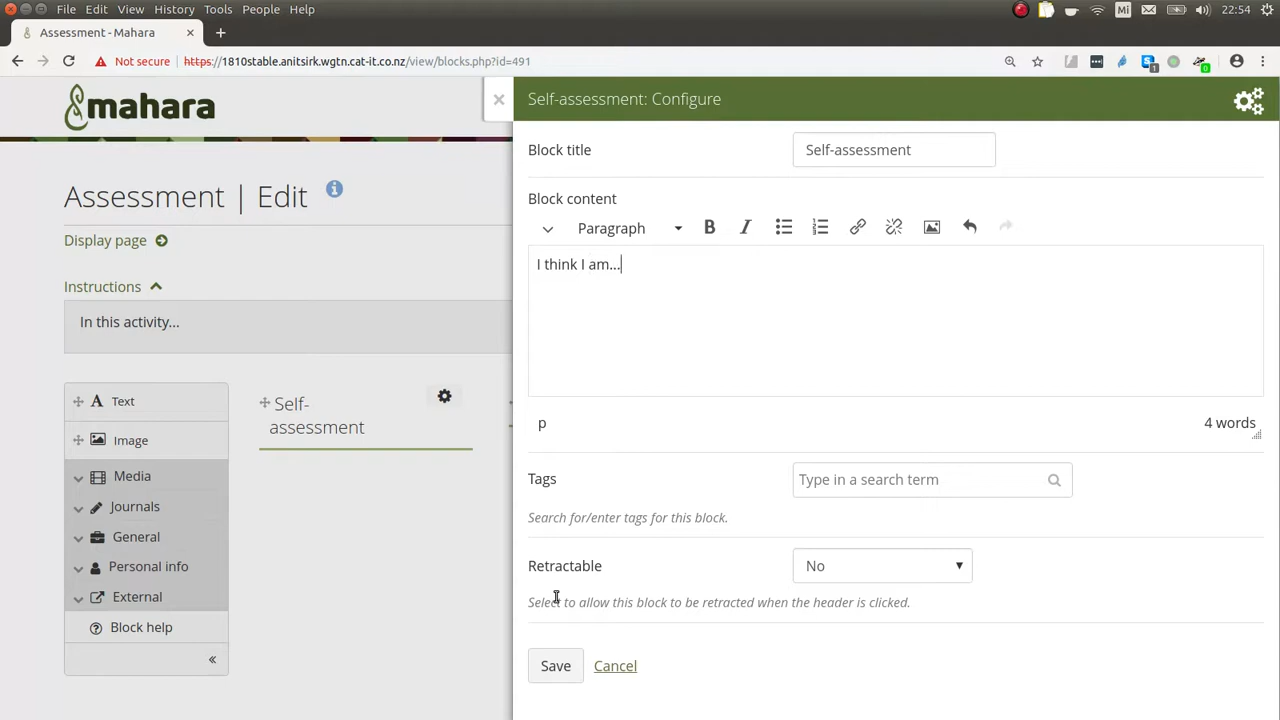 File Edit View History Bookmarks Tools People Help
Mi 22:54
Assessment - Mahara
Not secure https://1810stable.anitsirk.wgtn.cat-it.co.nz/view/blocks.php?id=491
1 0
mahara
Self-assessment: Configure
Assessment | Edit
Display page
Instructions
In this activity...
Text
Image
Media
Journals
General
Personal info
External
Block help
«
Self-
assessment
Block title
Self-assessment
Block content
Paragraph B I
I think I am...
p 4 words
Tags
Type in a search term
Search for/enter tags for this block.
Retractable
No
Select to allow this block to be retracted when the header is clicked.
Save Cancel